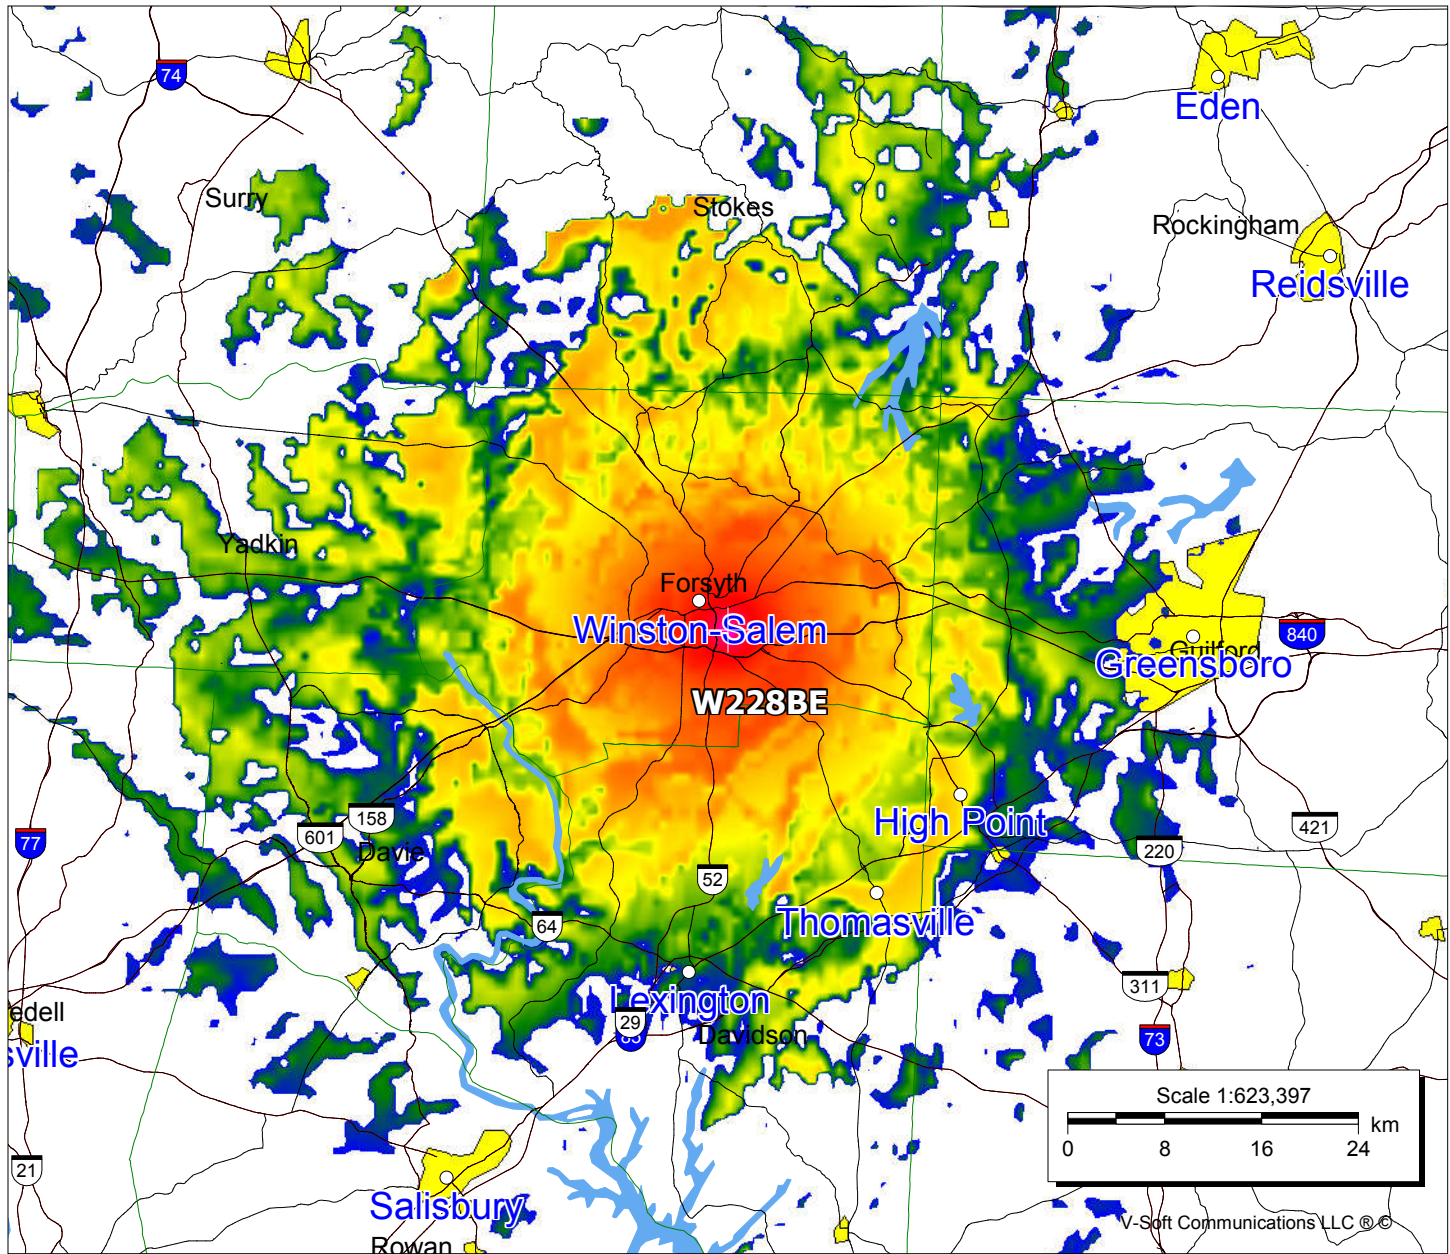 74
Eden
Surry
Stokes
Rockingham
Reidsville
Yadkin
Forsyth
Winston-Salem
840
Guilford
Greensboro
W228BE
158
601
Davie
77
High Point
421
220
52
64
Thomasville
311
Lexington
29
Davidson
edell
sville
73
Scale 1:623,397
km
0 8 16 24
21
Salisbury
Rowan
V-Soft Communications LLC ® ©